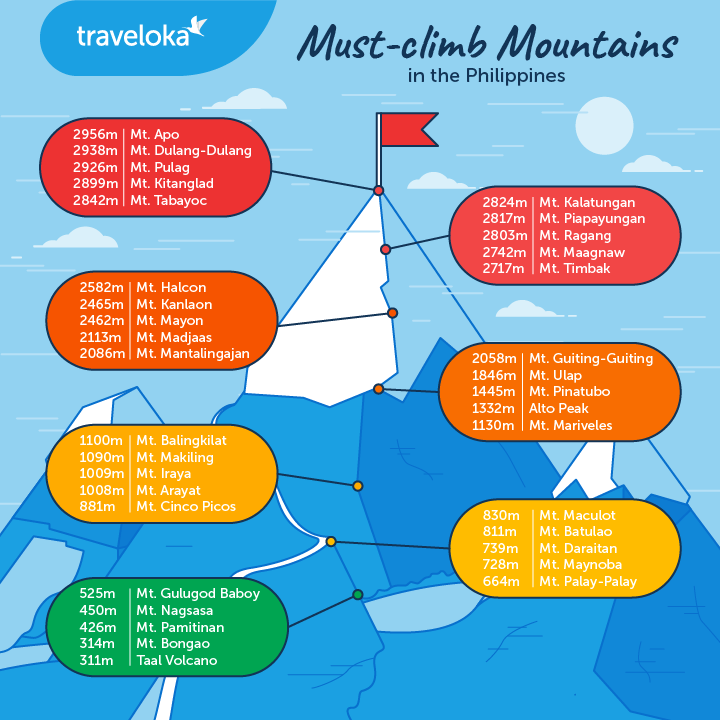 traveloka
Must-climb Mountains
in the Philippines
2956m Mt. Apo
2938m Mt. Dulang-Dulang
2926m Mt. Pulag
2899m Mt. Kitanglad
2842m Mt. Tabayoc
2824m Mt. Kalatungan
2817m Mt. Piapayungan
2803m Mt. Ragang
2742m Mt. Maagnaw
2717m Mt. Timbak
2582m Mt. Halcon
2465m Mt. Kanlaon
2462m Mt. Mayon
2113m Mt. Madjaas
2086m Mt. Mantalingajan
2058m Mt. Guiting-Guiting
1846m Mt. Ulap
1445m Mt. Pinatubo
1332m Alto Peak
1130m Mt. Mariveles
1100m Mt. Balingkilat
1090m Mt. Makiling
1009m Mt. Iraya
1008m Mt. Arayat
881m Mt. Cinco Picos
830m Mt. Maculot
811m Mt. Batulao
739m Mt. Daraitan
728m Mt. Maynoba
664m Mt. Palay-Palay
525m Mt. Gulugod Baboy
450m Mt. Nagsasa
426m Mt. Pamitinan
314m Mt. Bongao
311m Taal Volcano